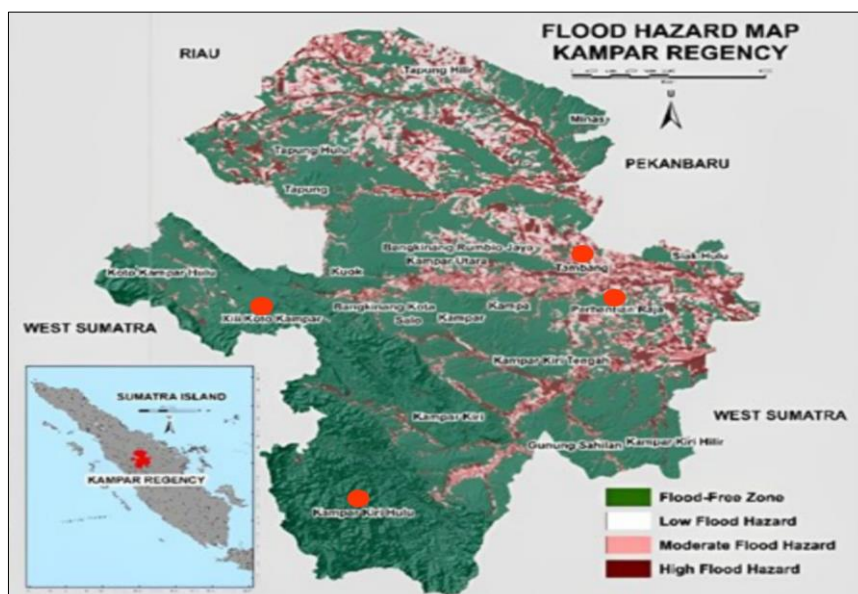 FLOOD HAZARD MAP
KAMPAR REGENCY
RIAU
Tapung Hilir
Minas
PEKANBARU
Tapung Hulu
Tapung
Bangkinang Rumbio Jaya
Kampar Utara
Tambang
Siak Hulu
Koto Kampar Hulu
Kuok
XIII Koto Kampar
Bangkinang Kota
Salo
Kampar
Kampa
Perhentian Raja
WEST SUMATRA
Kampar Kiri Tengah
SUMATRA ISLAND
Kampar Kiri
WEST SUMATRA
Gunung Sahilan
Kampar Kiri Hilir
KAMPAR REGENCY
Kampar Kiri Hulu
Flood-Free Zone
Low Flood Hazard
Moderate Flood Hazard
High Flood Hazard